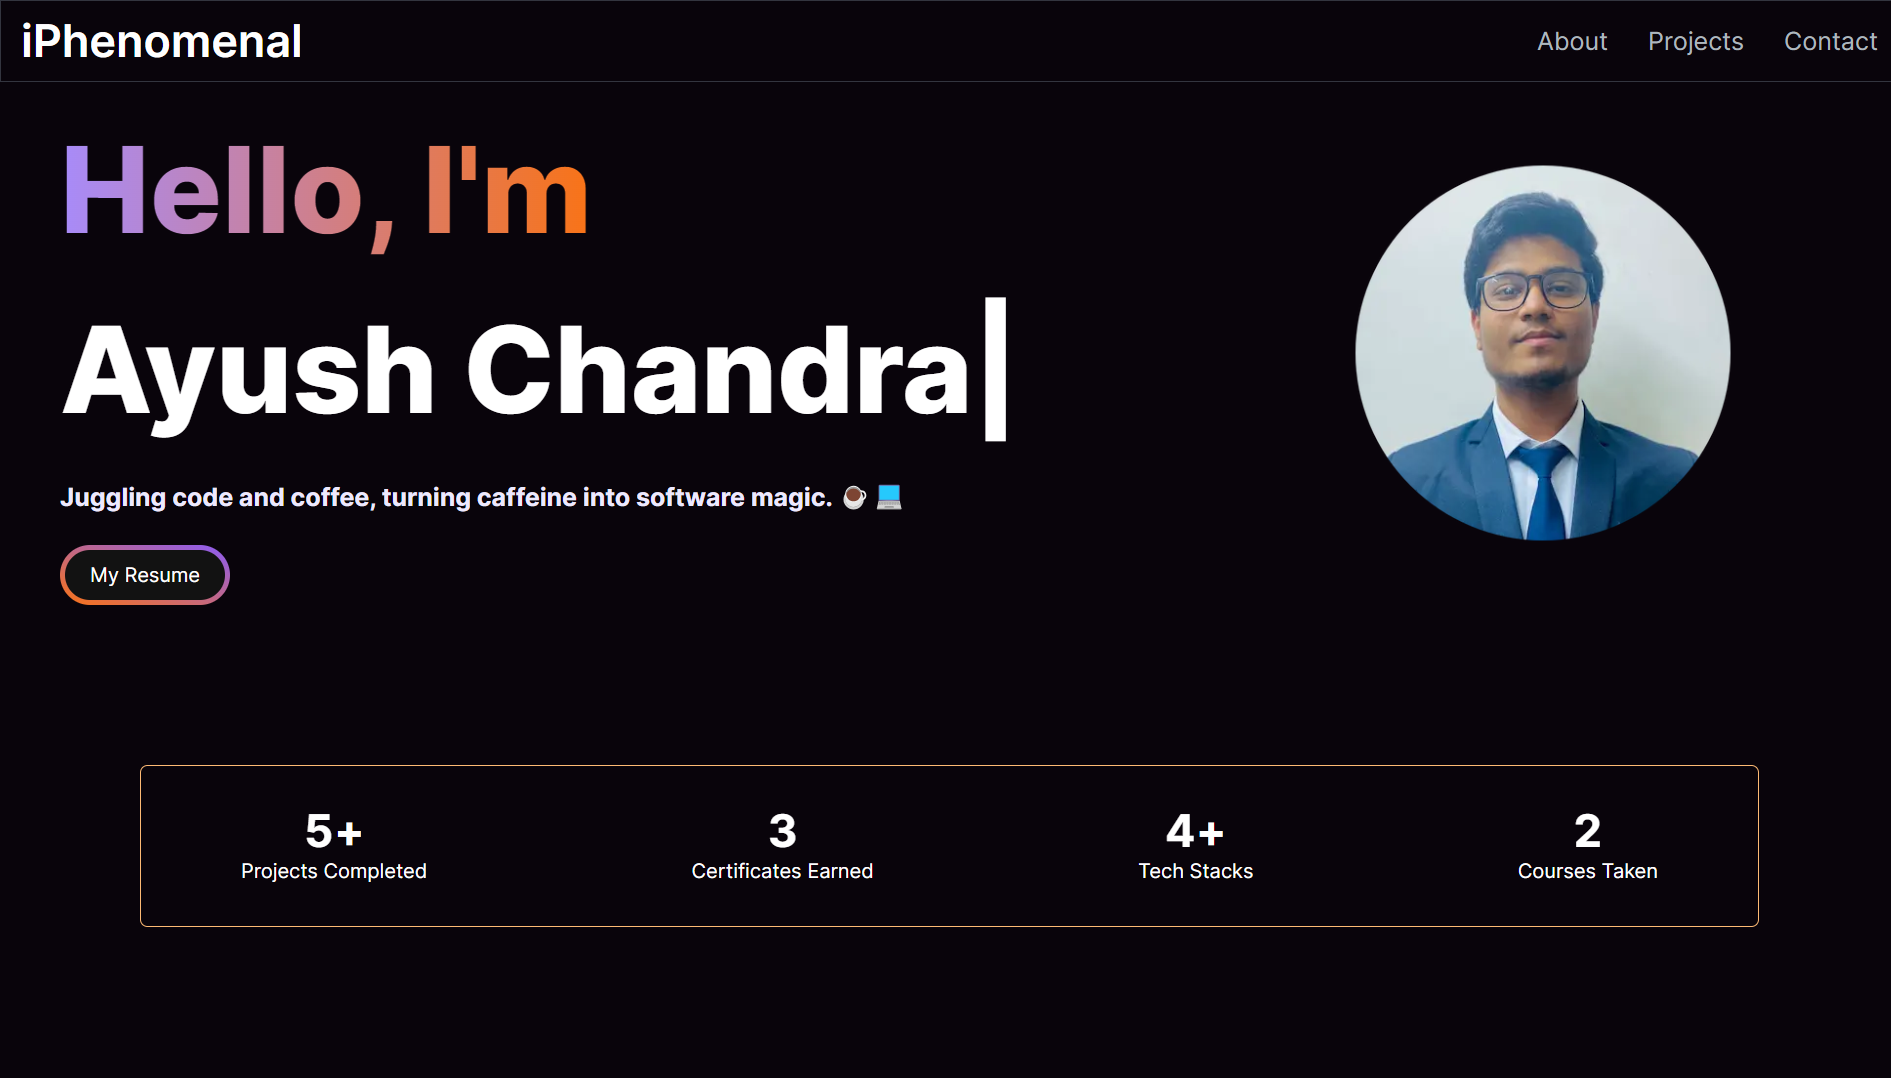 iPhenomenal
About Projects Contact
Hello, I'm
Ayush Chandra
Juggling code and coffee, turning caffeine into software magic. ☕ 💻
My Resume
5+ 3 4+ 2
Projects Completed Certificates Earned Tech Stacks Courses Taken